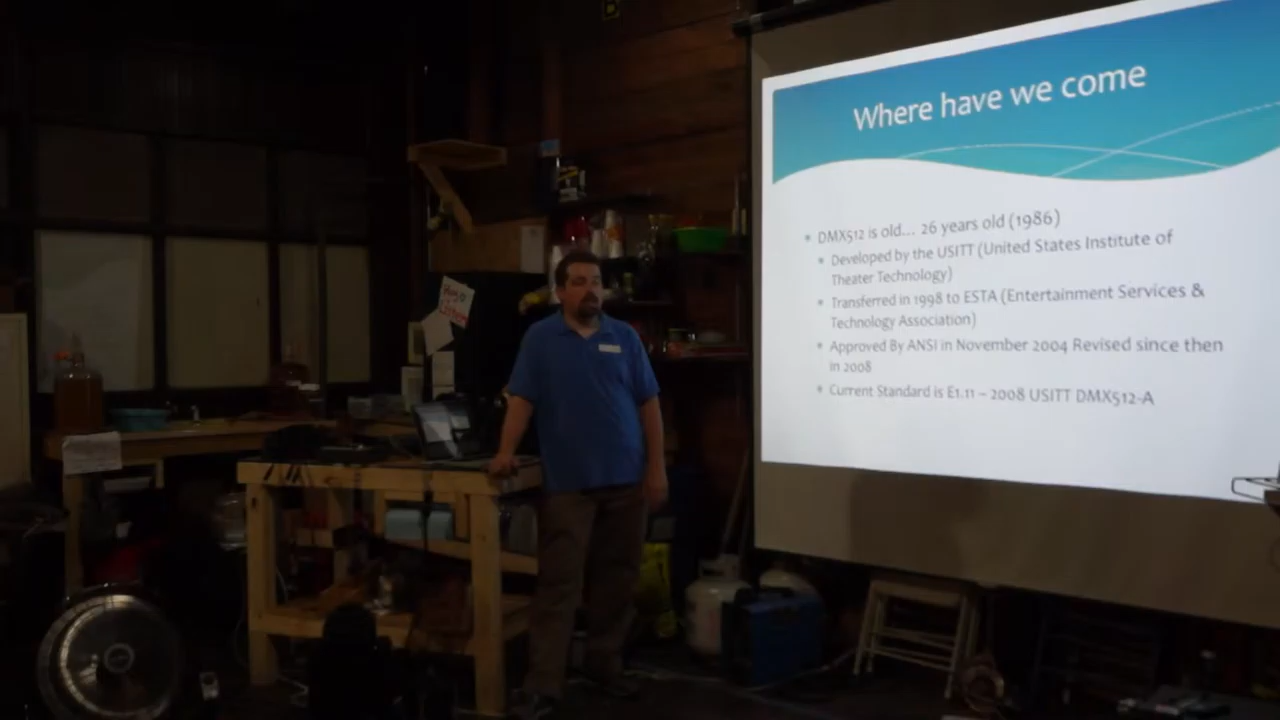 Where have we come
DMX512 is old... 26 years old (1986)
Developed by the USITT (United States Institute of
Theater Technology)
Transferred in 1998 to ESTA (Entertainment Services &
Technology Association)
Approved By ANSI in November 2004 Revised since then
in 2008
Current Standard is E1.11 – 2008 USITT DMX512-A